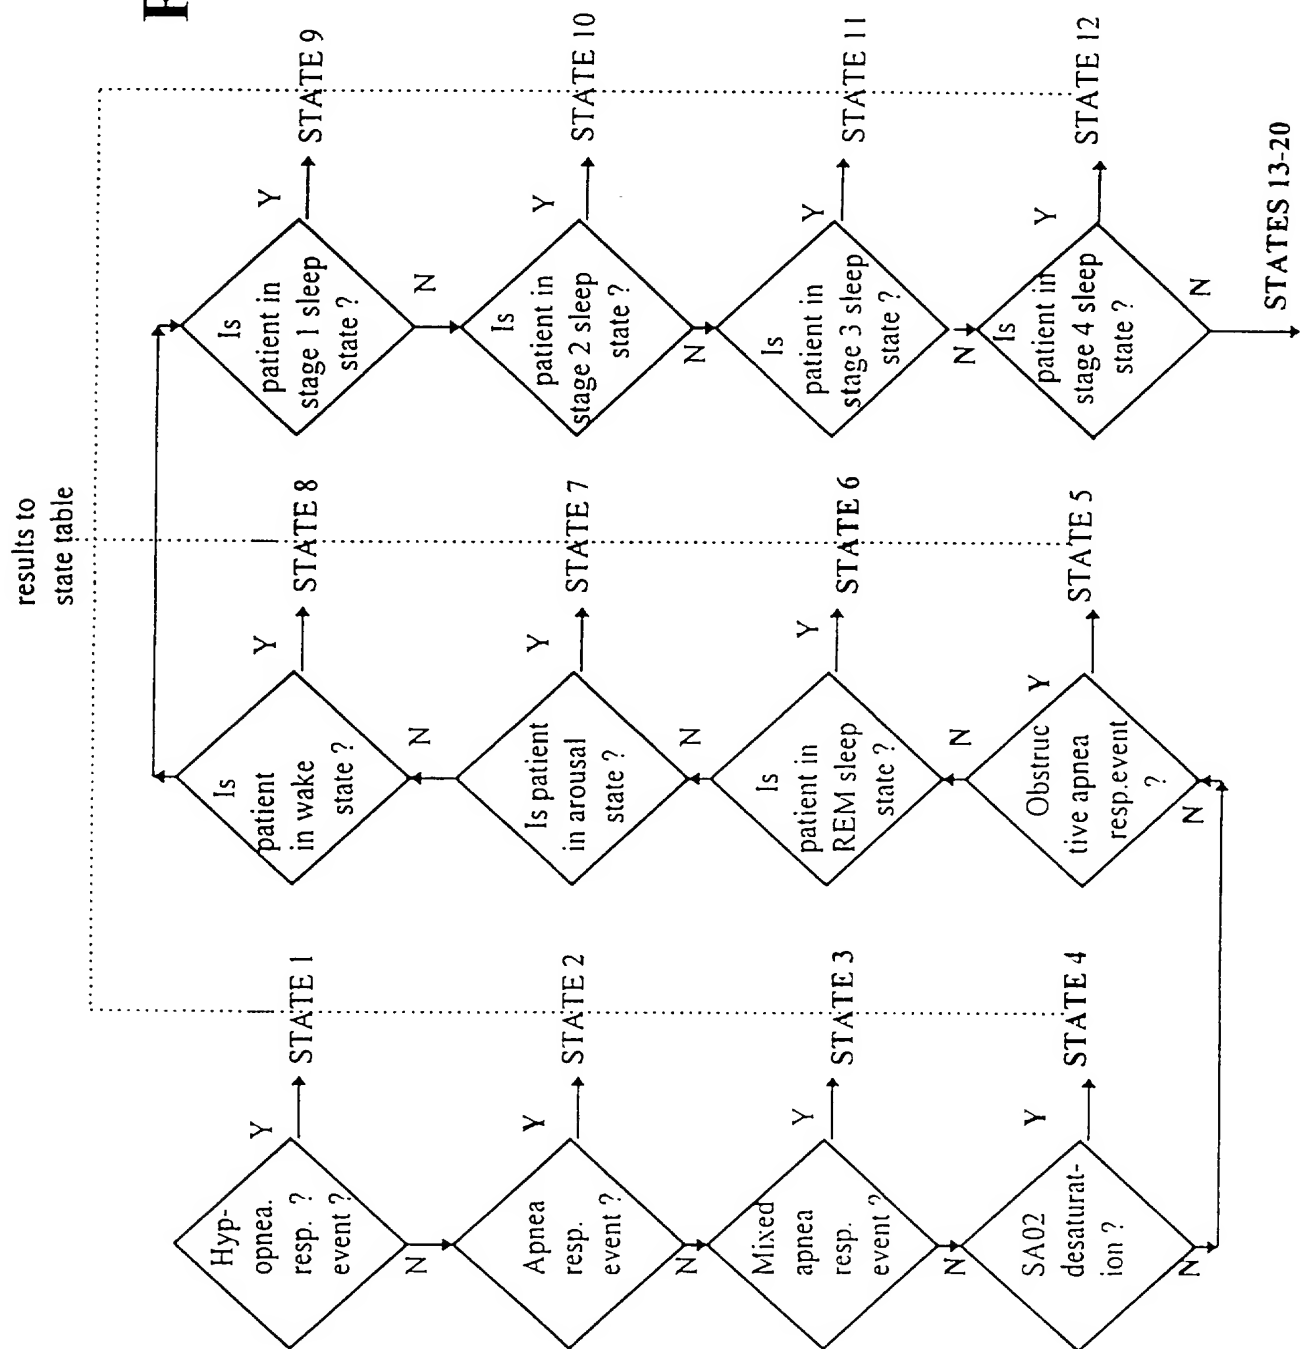 results to
state table
Hyp-
opnea.
resp. ?
event ?
Y
STATE 1
N
Apnea
resp.
event ?
Y
STATE 2
N
Mixed
apnea
resp.
event ?
Y
STATE 3
N
SA02
desaturat-
ion ?
Y
STATE 4
N
N
Obstruc
tive apnea
resp.event
?
Y
STATE 5
N
Is
patient in
REM sleep
state ?
Y
STATE 6
N
Is patient
in arousal
state ?
Y
STATE 7
N
Is
patient
in wake
state ?
Y
STATE 8
Is
patient in
stage 1 sleep
state ?
Y
STATE 9
N
Is
patient in
stage 2 sleep
state ?
Y
STATE 10
N
Is
patient in
stage 3 sleep
state ?
Y
STATE 11
N
Is
patient in
stage 4 sleep
state ?
Y
STATE 12
N
STATES 13-20